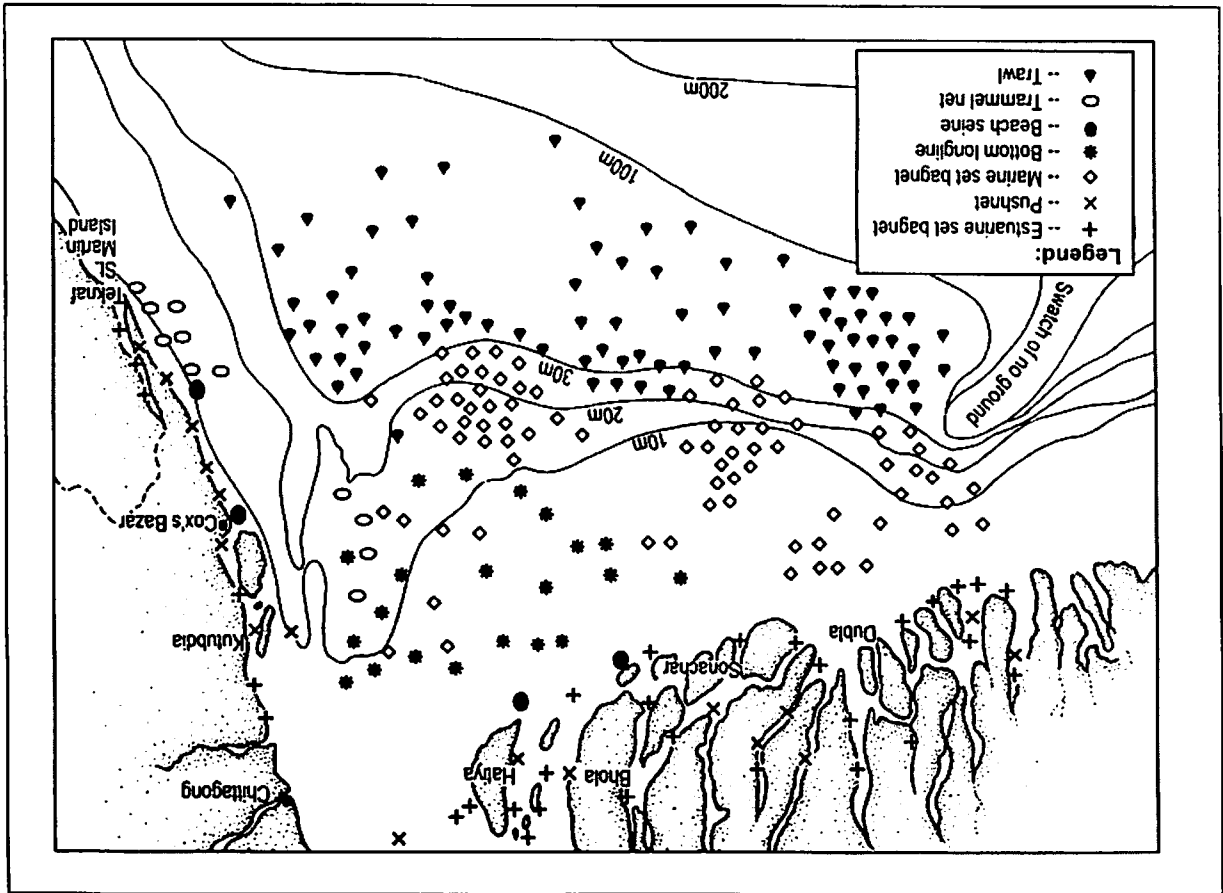 Chittagong
Hatiya
Bhola
Kutubdia
Sonachar
Dubla
Cox's Bazar
10m
20m
30m
Swatch of no ground
Teknaf
St.
Martin
Island
100m
200m
Legend:
-- Estuarine set bagnet
-- Pushnet
-- Marine set bagnet
-- Bottom longline
-- Beach seine
-- Trammel net
-- Trawl